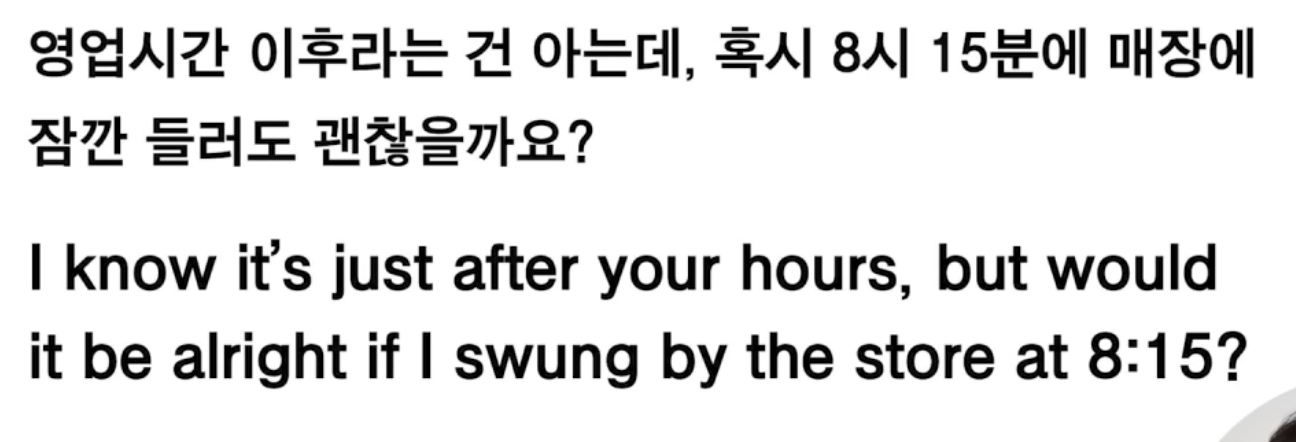 영업시간 이후라는 건 아는데, 혹시 8시 15분에 매장에
잠깐 들러도 괜찮을까요?
I know it’s just after your hours, but would
it be alright if I swung by the store at 8:15?